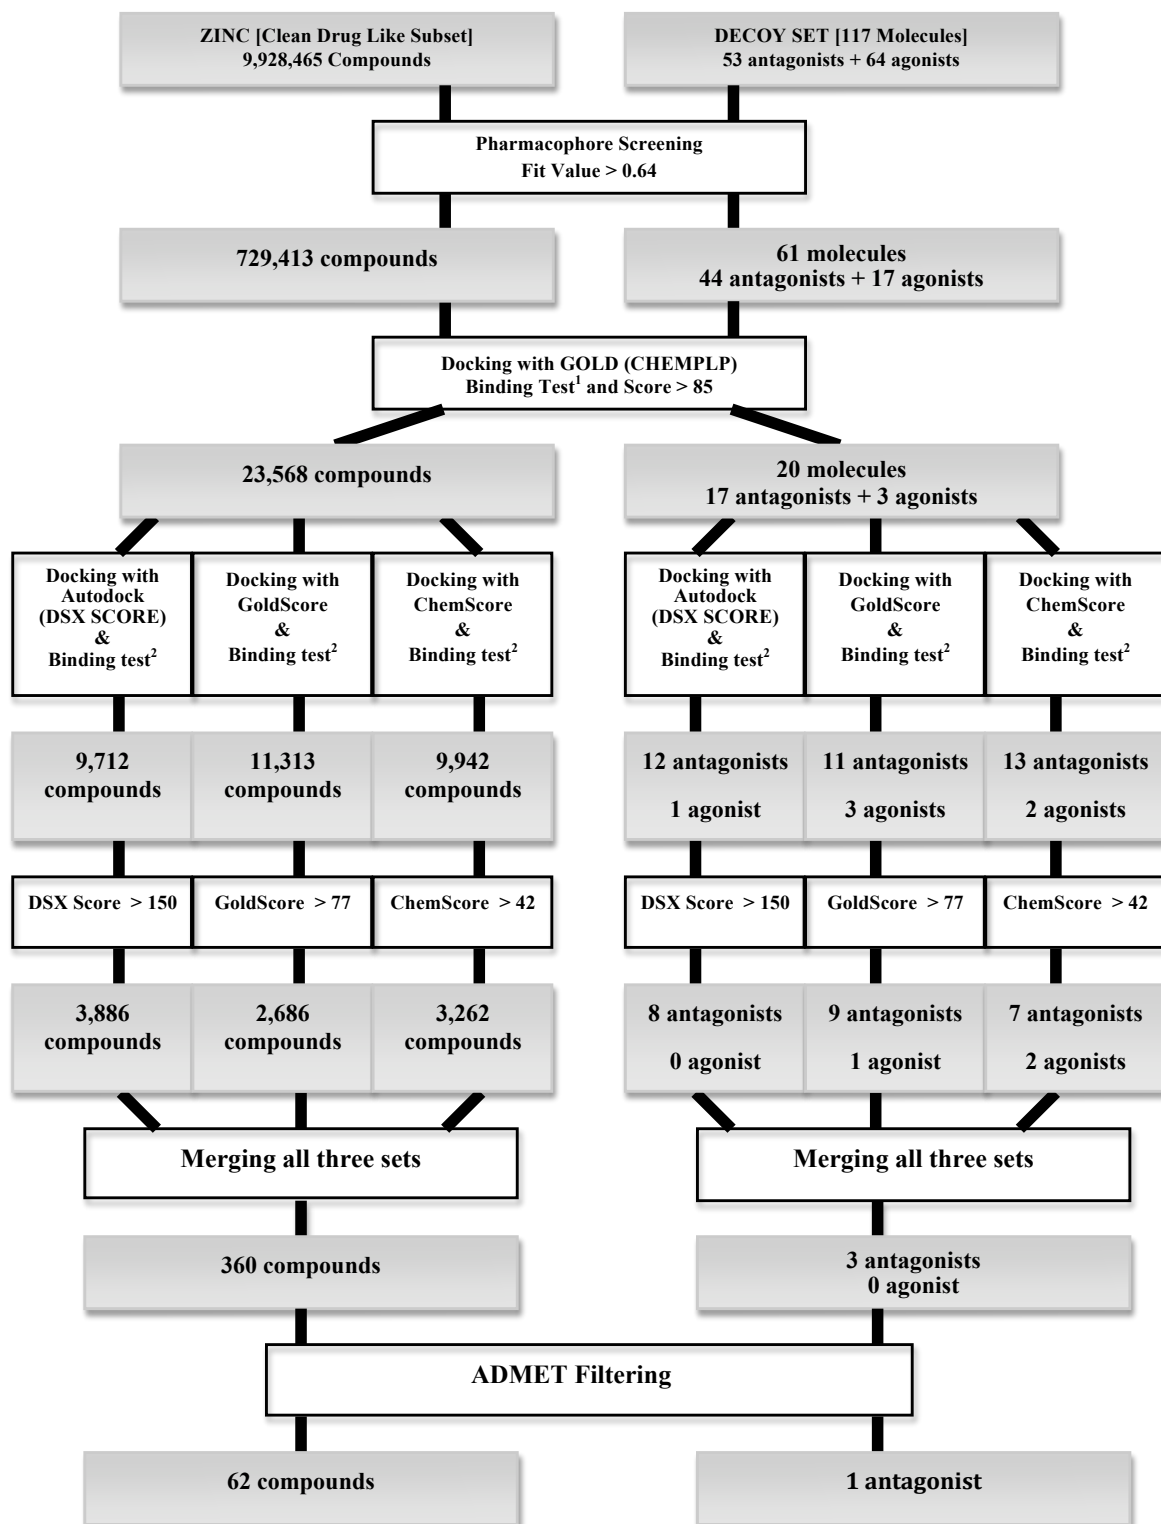 ZINC [Clean Drug Like Subset]
9,928,465 Compounds
DECOY SET [117 Molecules]
53 antagonists + 64 agonists
Pharmacophore Screening
Fit Value > 0.64
729,413 compounds
61 molecules
44 antagonists + 17 agonists
Docking with GOLD (CHEMPLP)
Binding Test¹ and Score > 85
23,568 compounds
20 molecules
17 antagonists + 3 agonists
Docking with
Autodock
(DSX SCORE)
&
Binding test²
Docking with
GoldScore
&
Binding test²
Docking with
ChemScore
&
Binding test²
Docking with
Autodock
(DSX SCORE)
&
Binding test²
Docking with
GoldScore
&
Binding test²
Docking with
ChemScore
&
Binding test²
9,712
compounds
11,313
compounds
9,942
compounds
12 antagonists
1 agonist
11 antagonists
3 agonists
13 antagonists
2 agonists
DSX Score > 150
GoldScore > 77
ChemScore > 42
DSX Score > 150
GoldScore > 77
ChemScore > 42
3,886
compounds
2,686
compounds
3,262
compounds
8 antagonists
0 agonist
9 antagonists
1 agonist
7 antagonists
2 agonists
Merging all three sets
Merging all three sets
360 compounds
3 antagonists
0 agonist
ADMET Filtering
62 compounds
1 antagonist